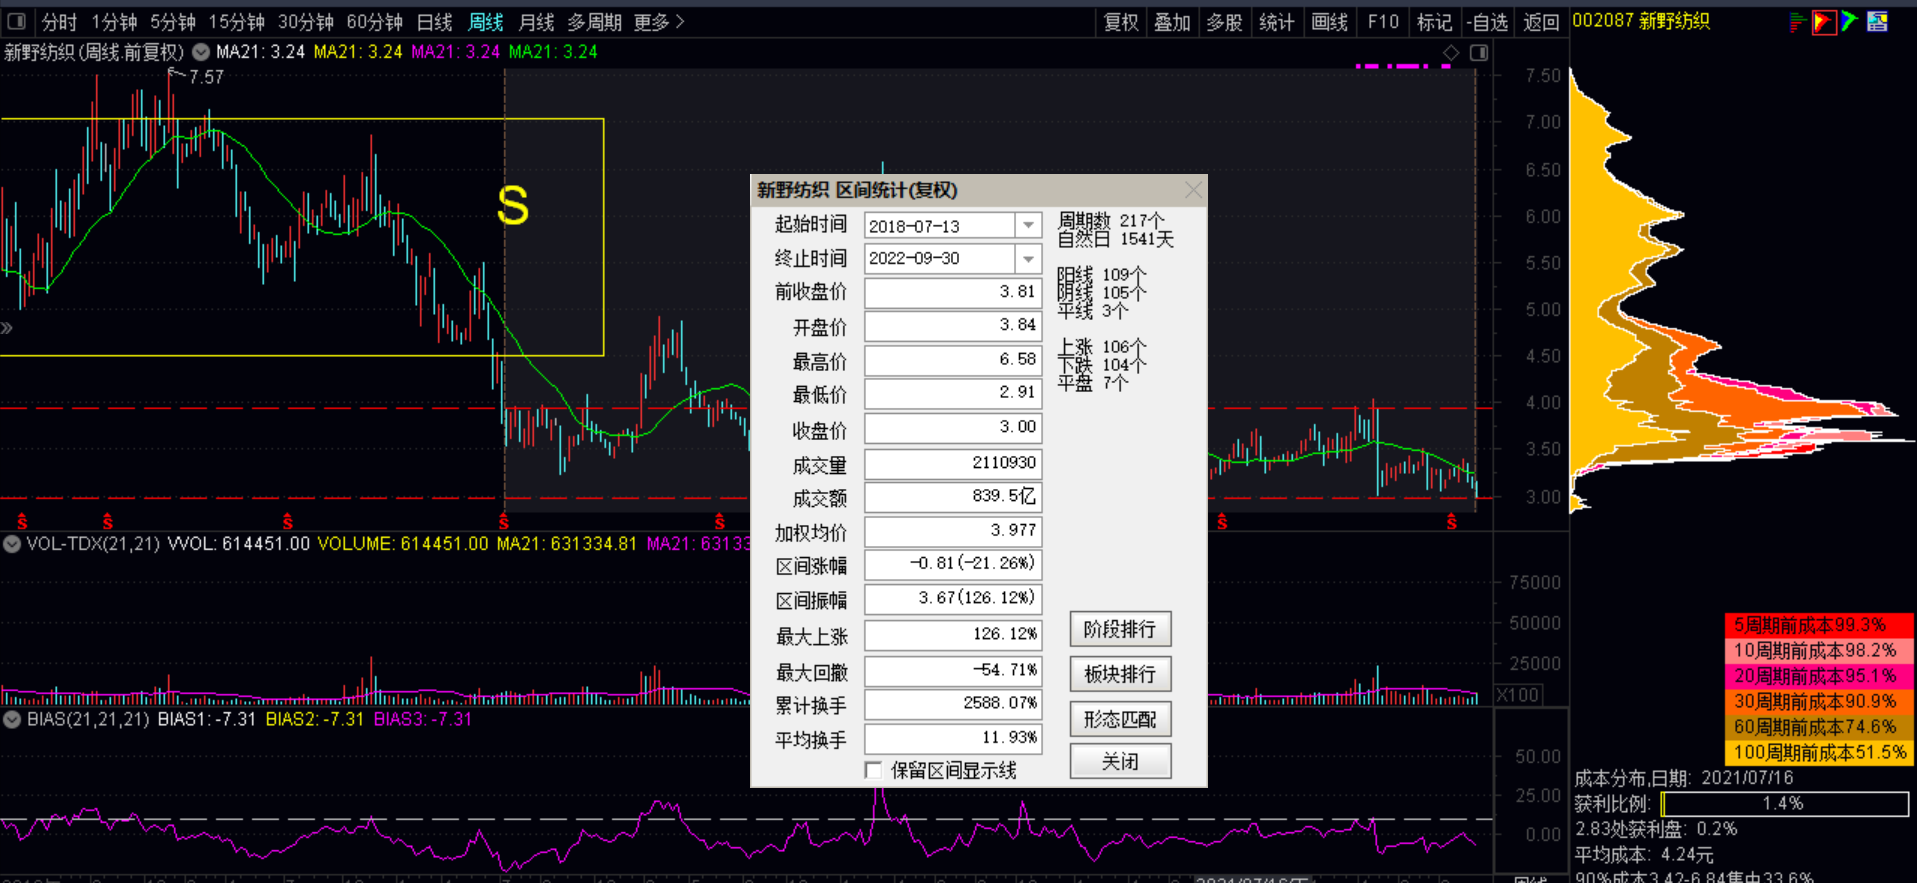 分时 1分钟 5分钟 15分钟 30分钟 60分钟 日线 周线 月线 多周期 更多 复权 叠加 多股 统计 画线 F10 标记 -自选 返回 002087 新野纺织
新野纺织(周线.前复权) MA21: 3.24 MA21: 3.24 MA21: 3.24 MA21: 3.24
7.57
7.50
7.00
6.50
6.00
5.50
5.00
4.50
4.00
3.50
3.00
S
S S S S S S S
新野纺织 区间统计(复权)
起始时间 2018-07-13
终止时间 2022-09-30
前收盘价 3.81
开盘价 3.84
最高价 6.58
最低价 2.91
收盘价 3.00
成交量 2110930
成交额 839.5亿
加权均价 3.977
区间涨幅 -0.81(-21.26%)
区间振幅 3.67(126.12%)
最大上涨 126.12%
最大回撤 -54.71%
累计换手 2588.07%
平均换手 11.93%
保留区间显示线
周期数 217个
自然日 1541天
阳线 109个
阴线 105个
平线 3个
上涨 106个
下跌 104个
平盘 7个
阶段排行
板块排行
形态匹配
关闭
VOL-TDX(21,21) VVOL: 614451.00 VOLUME: 614451.00 MA21: 631334.81 MA21: 63133
75000
50000
25000
X100
BIAS(21,21,21) BIAS1: -7.31 BIAS2: -7.31 BIAS3: -7.31
50.00
25.00
0.00
5周期前成本99.3%
10周期前成本98.2%
20周期前成本95.1%
30周期前成本90.9%
60周期前成本74.6%
100周期前成本51.5%
成本分布,日期: 2021/07/16
获利比例: 1.4%
2.83处获利盘: 0.2%
平均成本: 4.24元
90%成本3.42-6.84集中33.6%
2021/07/16/五
周线